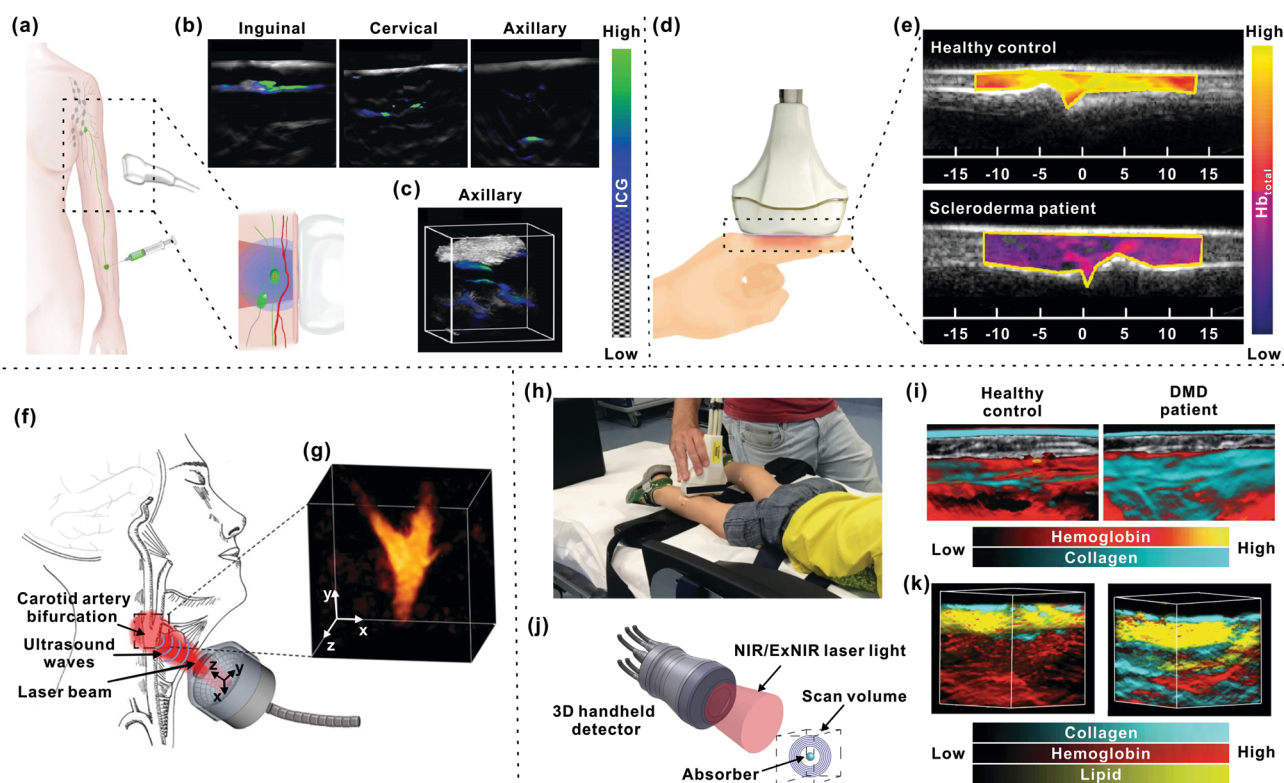 (a)
(b)
Inguinal
Cervical
Axillary
High
ICG
Low
(c)
Axillary
(d)
(e)
High
Healthy control
-15 -10 -5 0 5 10 15
Scleroderma patient
-15 -10 -5 0 5 10 15
Hbtotal
Low
(f)
Carotid artery
bifurcation
Ultrasound
waves
Laser beam
z y
x
(g)
y
x
z
(h)
(i)
Healthy
control
DMD
patient
Low
Hemoglobin
Collagen
High
(j)
NIR/ExNIR laser light
Scan volume
3D handheld
detector
Absorber
(k)
Low
Collagen
Hemoglobin
Lipid
High